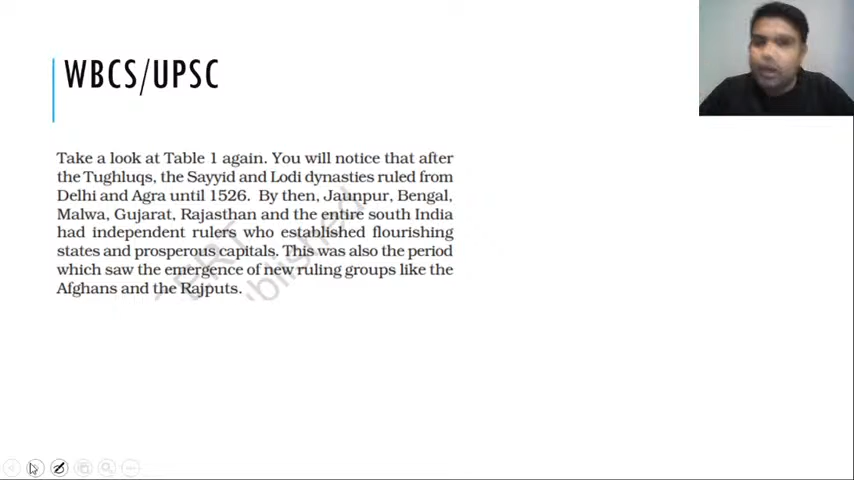 WBCS/UPSC
Take a look at Table 1 again. You will notice that after
the Tughluqs, the Sayyid and Lodi dynasties ruled from
Delhi and Agra until 1526. By then, Jaunpur, Bengal,
Malwa, Gujarat, Rajasthan and the entire south India
had independent rulers who established flourishing
states and prosperous capitals. This was also the period
which saw the emergence of new ruling groups like the
Afghans and the Rajputs.